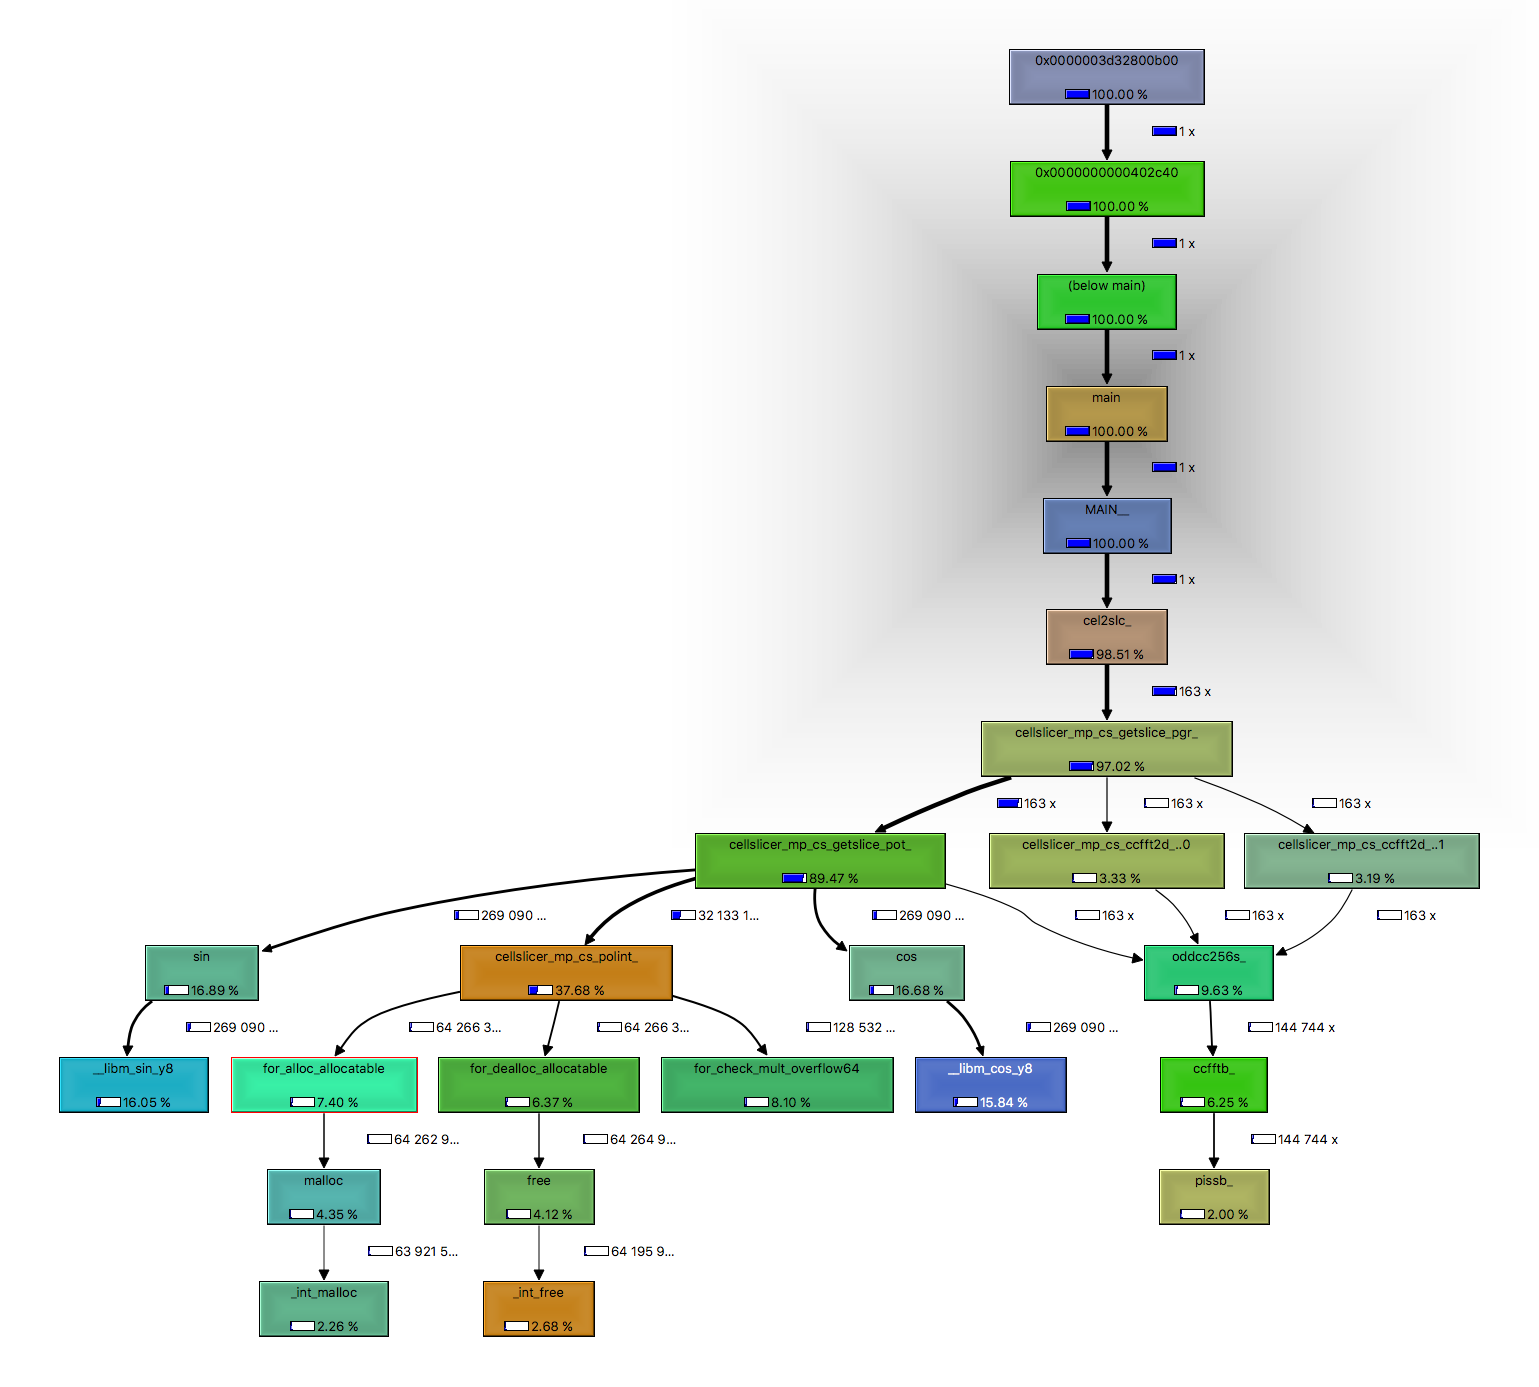 0x0000003d32800b00
100.00 %
1 x
0x0000000000402c40
100.00 %
1 x
(below main)
100.00 %
1 x
main
100.00 %
1 x
MAIN__
100.00 %
1 x
cel2slc_
98.51 %
163 x
cellslicer_mp_cs_getslice_pgr_
97.02 %
163 x
163 x
163 x
cellslicer_mp_cs_getslice_pot_
89.47 %
cellslicer_mp_cs_ccfft2d_..0
3.33 %
cellslicer_mp_cs_ccfft2d_..1
3.19 %
269 090 ...
32 133 1...
269 090 ...
163 x
163 x
163 x
sin
16.89 %
cellslicer_mp_cs_polint_
37.68 %
cos
16.68 %
oddcc256s_
9.63 %
269 090 ...
64 266 3...
64 266 3...
128 532 ...
269 090 ...
144 744 x
__libm_sin_y8
16.05 %
for_alloc_allocatable
7.40 %
for_dealloc_allocatable
6.37 %
for_check_mult_overflow64
8.10 %
__libm_cos_y8
15.84 %
ccfftb_
6.25 %
64 262 9...
64 264 9...
144 744 x
malloc
4.35 %
free
4.12 %
pissb_
2.00 %
63 921 5...
64 195 9...
_int_malloc
2.26 %
_int_free
2.68 %